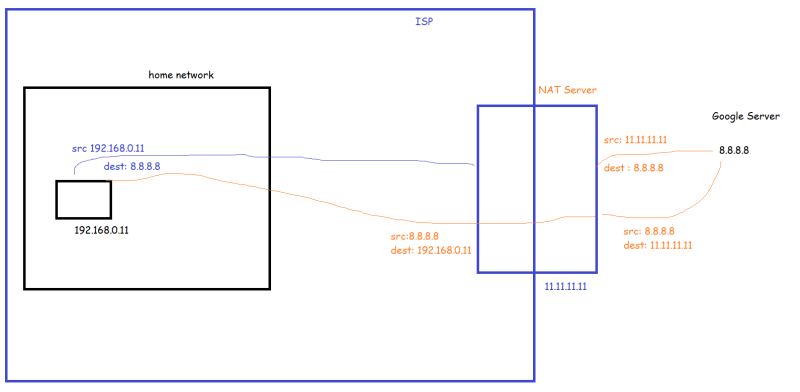 ISP
home network
NAT Server
Google Server
src 192.168.0.11
dest: 8.8.8.8
src: 11.11.11.11
dest : 8.8.8.8
8.8.8.8
192.168.0.11
src:8.8.8.8
dest: 192.168.0.11
src: 8.8.8.8
dest: 11.11.11.11
11.11.11.11